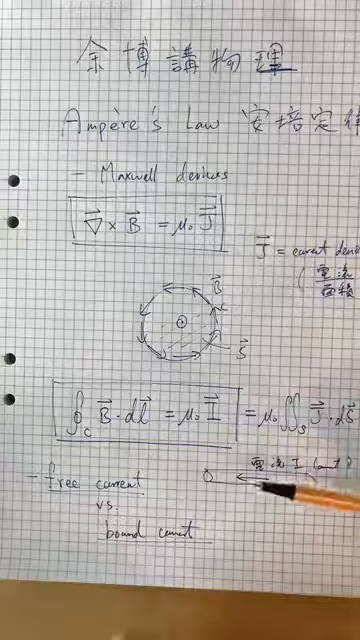 余博講物理
Ampère's Law 安培定律
- Maxwell derives
∇⃗ × B⃗ = μ₀ J⃗
J⃗ = current dens
(電流
面積
B⃗
S⃗
∮c B⃗·dl⃗ = μ₀ I⃗ = μ₀ ∬s J⃗·dS⃗
- free current
vs.
bound current
電流 I